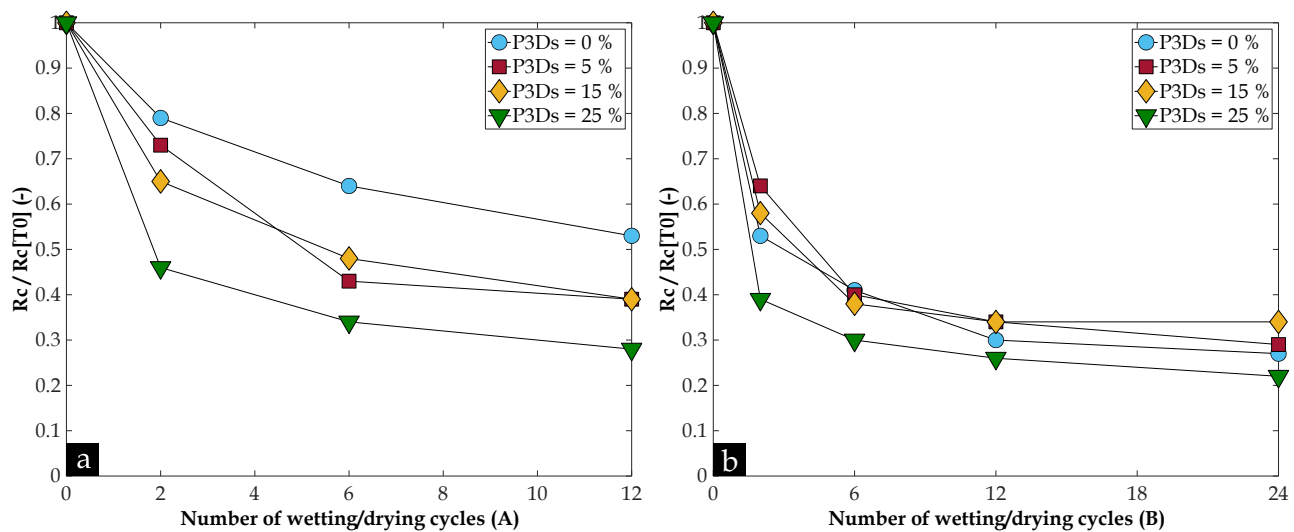 1
0.9
0.8
0.7
0.6
0.5
0.4
0.3
0.2
0.1
0
Rc / Rc[T0] (-)
P3Ds = 0 %
P3Ds = 5 %
P3Ds = 15 %
P3Ds = 25 %
a
0 2 4 6 8 10 12
Number of wetting/drying cycles (A)
1
0.9
0.8
0.7
0.6
0.5
0.4
0.3
0.2
0.1
0
Rc / Rc[T0] (-)
P3Ds = 0 %
P3Ds = 5 %
P3Ds = 15 %
P3Ds = 25 %
b
0 6 12 18 24
Number of wetting/drying cycles (B)